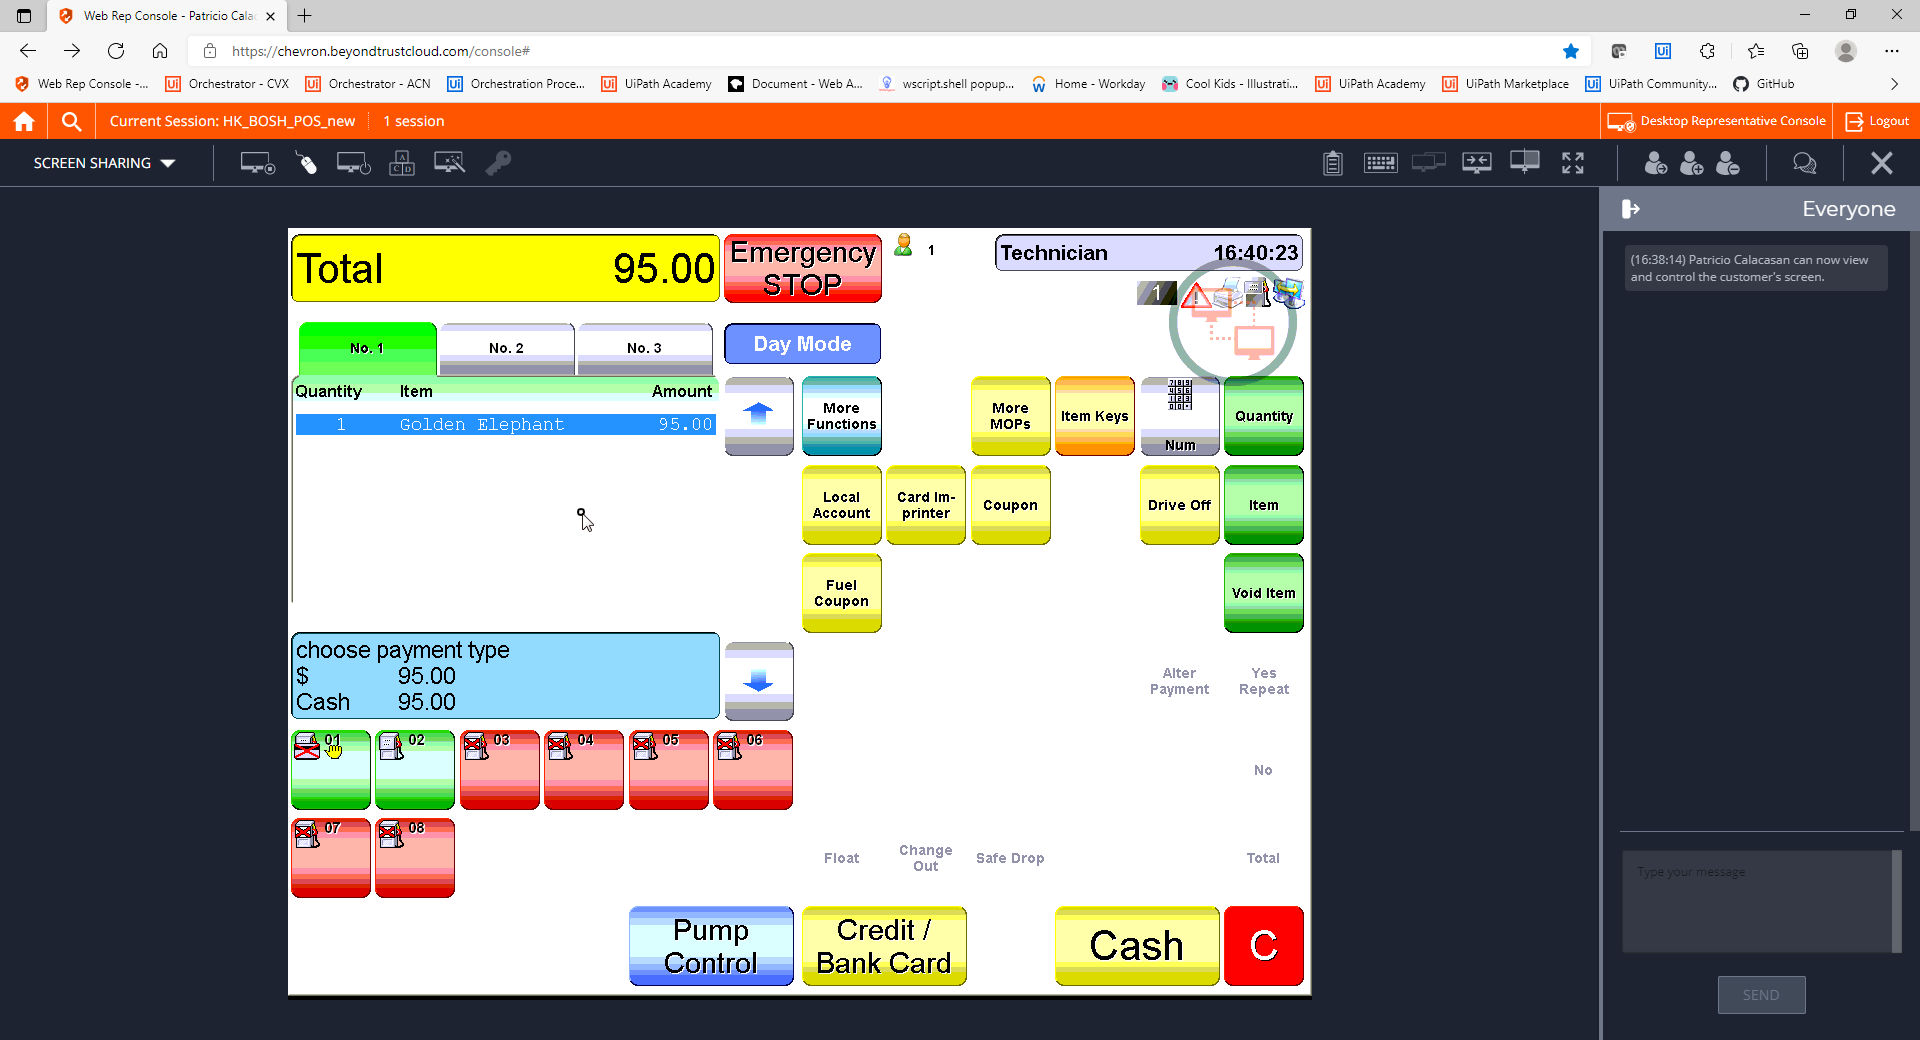 Web Rep Console - Patricio Cala
https://chevron.beyondtrustcloud.com/console#
Web Rep Console -...
Orchestrator - CVX
Orchestrator - ACN
Orchestration Proce...
UiPath Academy
Document - Web A...
wscript.shell popup...
Home - Workday
Cool Kids - Illustrati...
UiPath Academy
UiPath Marketplace
UiPath Community...
GitHub
Current Session: HK_BOSH_POS_new
1 session
Desktop Representative Console
Logout
SCREEN SHARING
Everyone
(16:38:14) Patricio Calacasan can now view
and control the customer's screen.
Total 95.00
Emergency
STOP
1
Technician 16:40:23
1
No. 1
No. 2
No. 3
Day Mode
Quantity Item Amount
1 Golden Elephant 95.00
More
Functions
More
MOPs
Item Keys
Num
Quantity
Local
Account
Card Im-
printer
Coupon
Drive Off
Item
Fuel
Coupon
Void Item
choose payment type
$ 95.00
Cash 95.00
Alter
Payment
Yes
Repeat
01
02
03
04
05
06
No
07
08
Float
Change
Out
Safe Drop
Total
Type your message
Pump
Control
Credit /
Bank Card
Cash
C
SEND